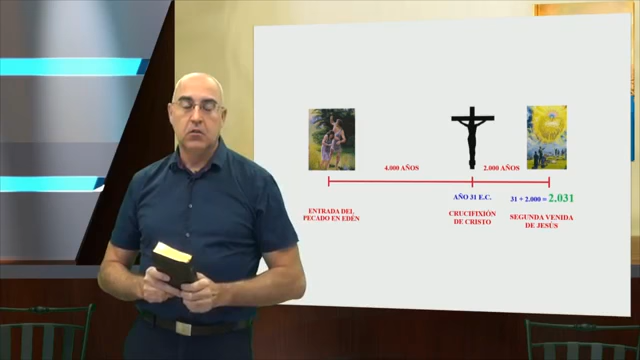 4.000 AÑOS
2.000 AÑOS
AÑO 31 E.C.
31 + 2.000 = 2.031
ENTRADA DEL
PECADO EN EDÉN
CRUCIFIXIÓN
DE CRISTO
SEGUNDA VENIDA
DE JESÚS